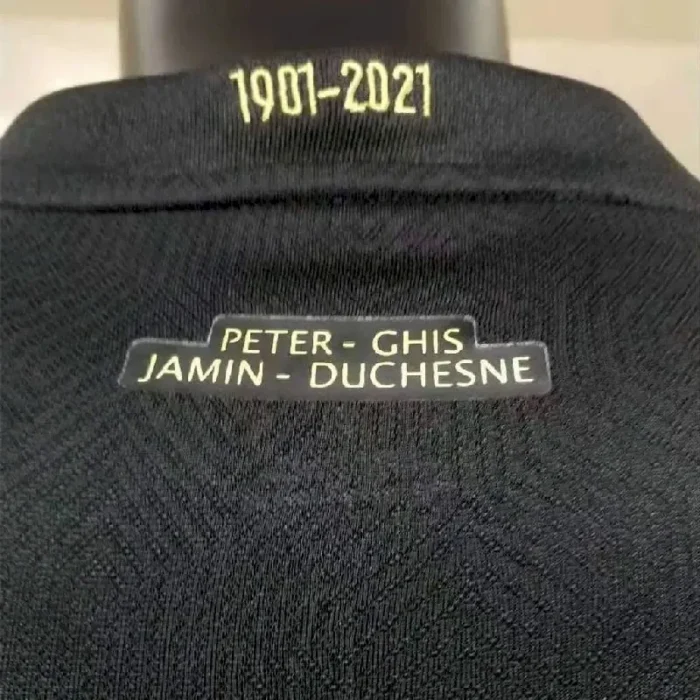 1901-2021
PETER - GHIS
JAMIN - DUCHESNE